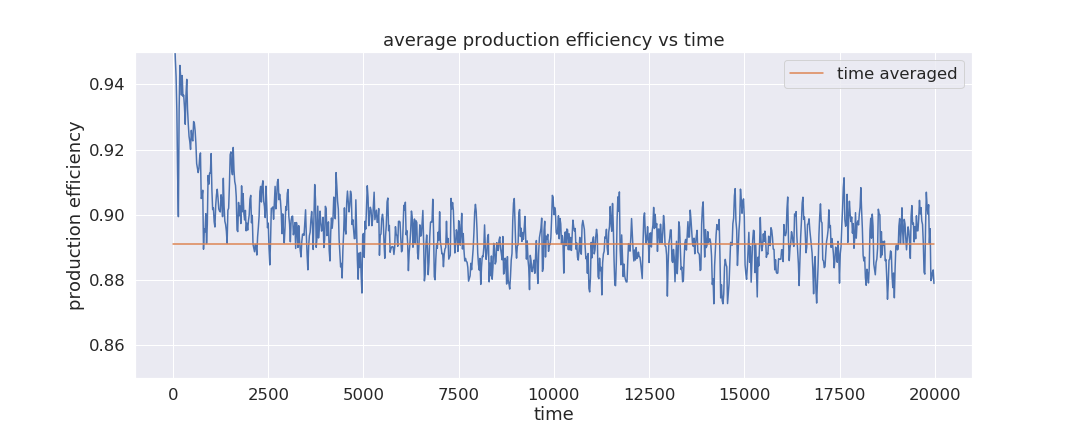 average production efficiency vs time
time averaged
production efficiency
0.94
0.92
0.90
0.88
0.86
0 2500 5000 7500 10000 12500 15000 17500 20000
time